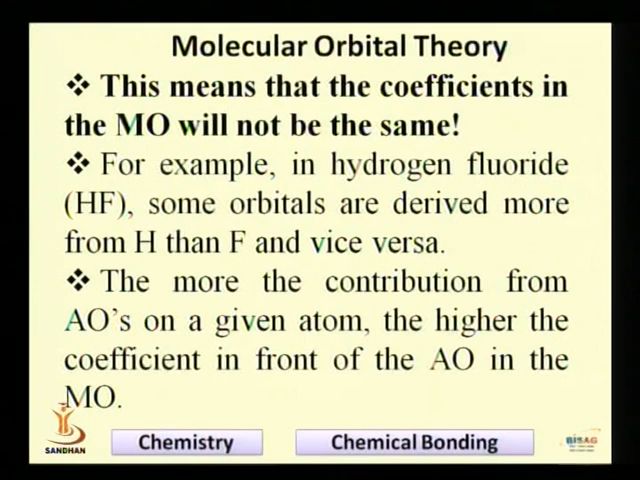 Molecular Orbital Theory
❖ This means that the coefficients in
the MO will not be the same!
❖ For example, in hydrogen fluoride
(HF), some orbitals are derived more
from H than F and vice versa.
❖ The more the contribution from
AO's on a given atom, the higher the
coefficient in front of the AO in the
MO.
SANDHAN
Chemistry
Chemical Bonding
BISAG